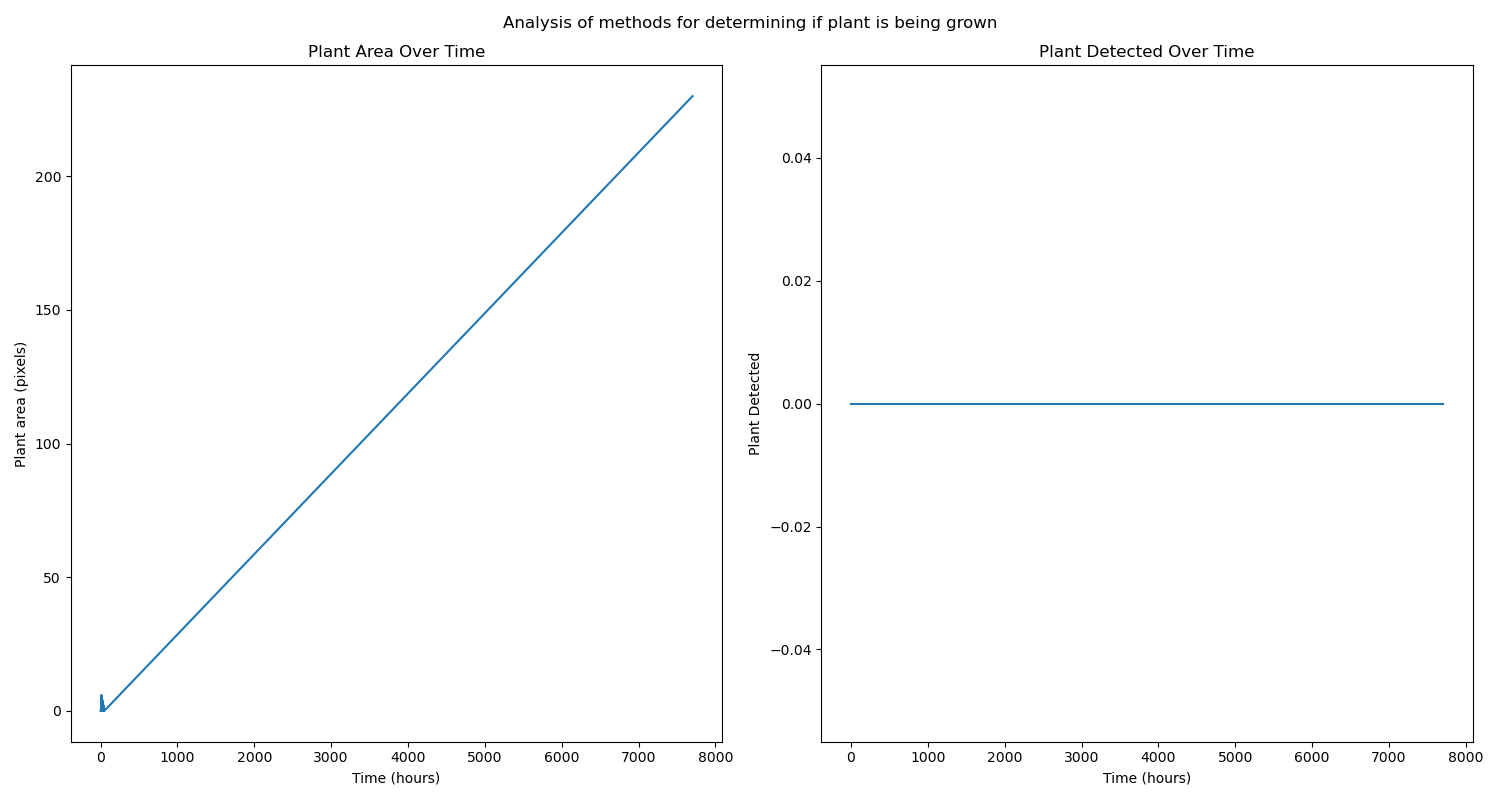 Analysis of methods for determining if plant is being grown
Plant Area Over Time
Plant area (pixels)
200
150
100
50
0
0 1000 2000 3000 4000 5000 6000 7000 8000
Time (hours)
Plant Detected Over Time
Plant Detected
0.04
0.02
0.00
−0.02
−0.04
0 1000 2000 3000 4000 5000 6000 7000 8000
Time (hours)